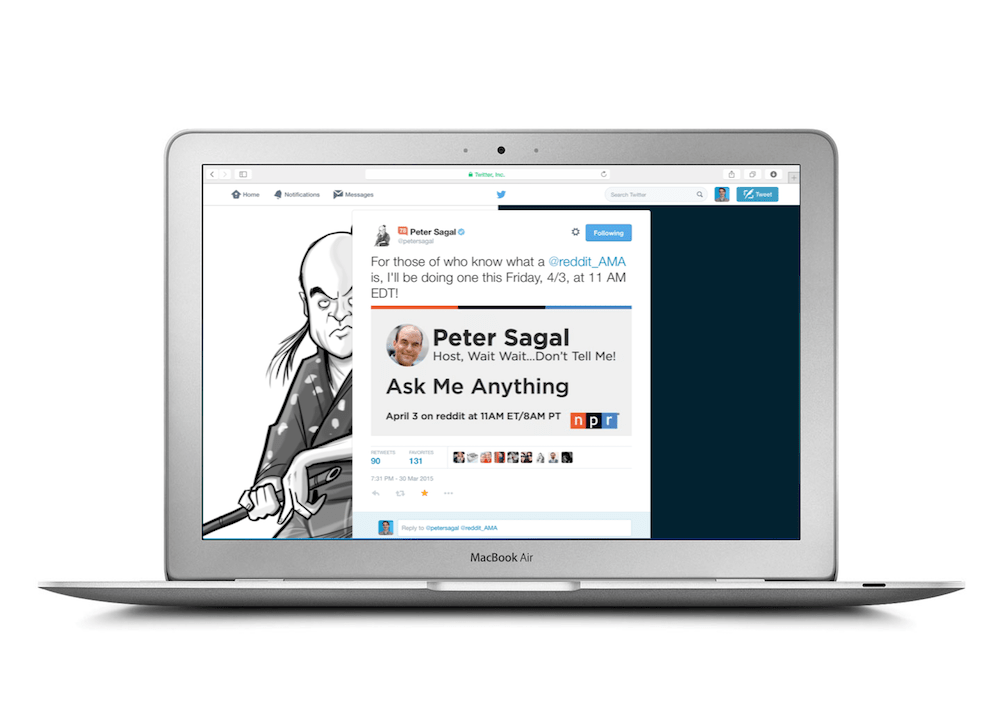 Twitter, Inc.
Home Notifications Messages
Search Twitter
Tweet
Peter Sagal
@petersagal
Following
For those of who know what a @reddit_AMA
is, I'll be doing one this Friday, 4/3, at 11 AM
EDT!
Peter Sagal
Host, Wait Wait...Don't Tell Me!
Ask Me Anything
April 3 on reddit at 11AM ET/8AM PT
npr
RETWEETS FAVORITES
90 131
7:31 PM - 30 Mar 2015
Reply to @petersagal @reddit_AMA
MacBook Air